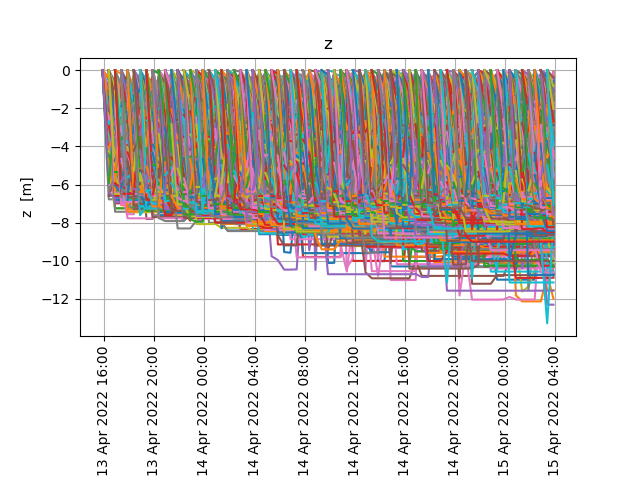 z
0
−2
−4
−6
−8
−10
−12
z [m]
13 Apr 2022 16:00
13 Apr 2022 20:00
14 Apr 2022 00:00
14 Apr 2022 04:00
14 Apr 2022 08:00
14 Apr 2022 12:00
14 Apr 2022 16:00
14 Apr 2022 20:00
15 Apr 2022 00:00
15 Apr 2022 04:00